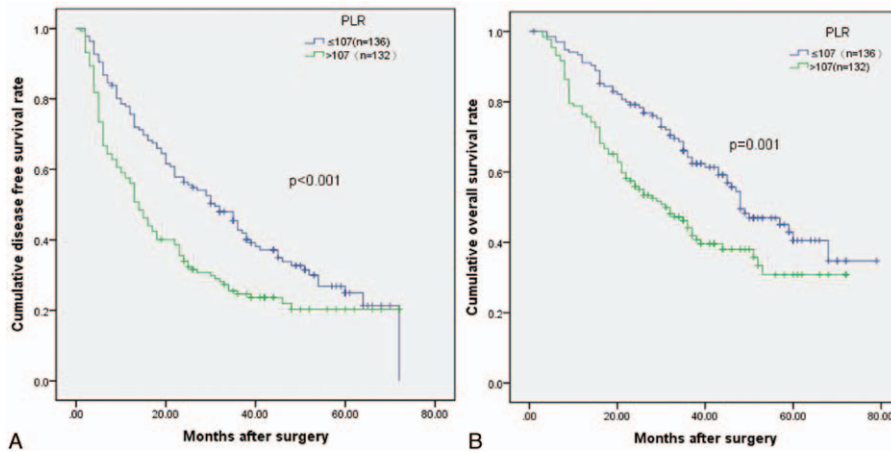 PLR
≤107(n=136)
>107（n=132）
p<0.001
Cumulative disease free survival rate
1.0
0.8
0.6
0.4
0.2
0.0
.00
20.00
40.00
60.00
80.00
Months after surgery
A
PLR
≤107 (n=136)
>107(n=132)
p=0.001
Cumulative overall survival rate
1.0
0.8
0.6
0.4
0.2
0.0
.00
20.00
40.00
60.00
80.00
Months after surgery
B